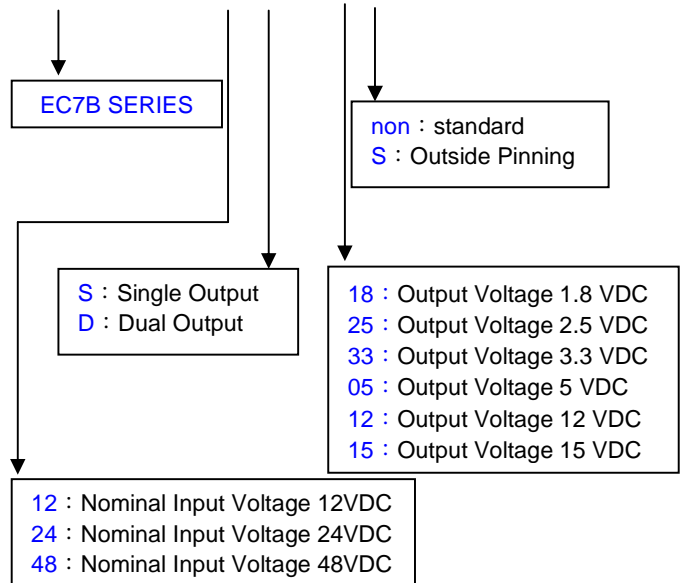 EC7B SERIES
non：standard
S：Outside Pinning
S：Single Output
D：Dual Output
18：Output Voltage 1.8 VDC
25：Output Voltage 2.5 VDC
33：Output Voltage 3.3 VDC
05：Output Voltage 5 VDC
12：Output Voltage 12 VDC
15：Output Voltage 15 VDC
12：Nominal Input Voltage 12VDC
24：Nominal Input Voltage 24VDC
48：Nominal Input Voltage 48VDC